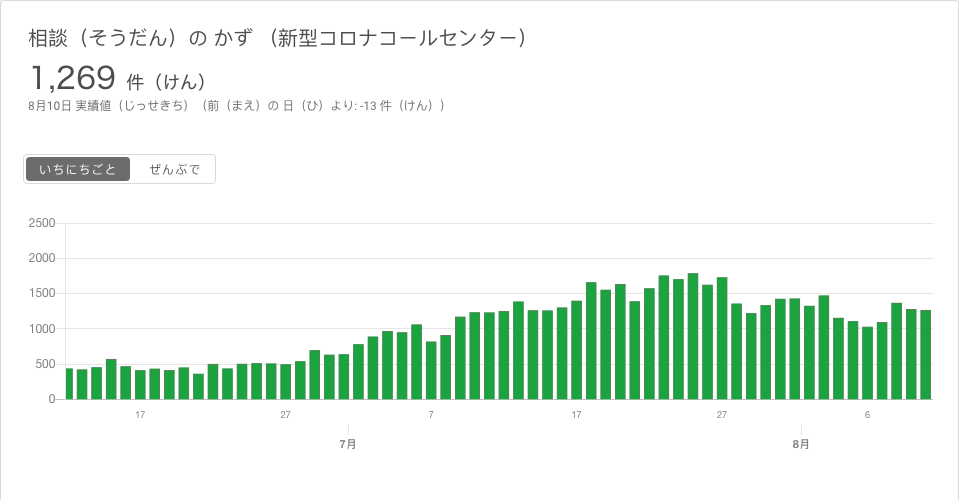 相談（そうだん）の かず （新型コロナコールセンター）
1,269 件（けん）
8月10日 実績値（じっせきち）（前（まえ）の 日（ひ）より: -13 件（けん））
いちにちごと ぜんぶで
2500
2000
1500
1000
500
0
17 27 7 17 27 6
7月 8月